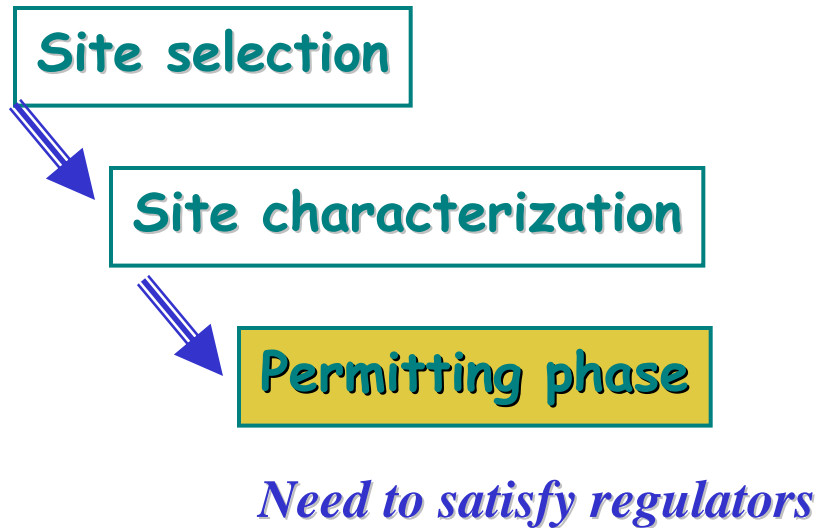 Site selection
Site characterization
Permitting phase
Need to satisfy regulators